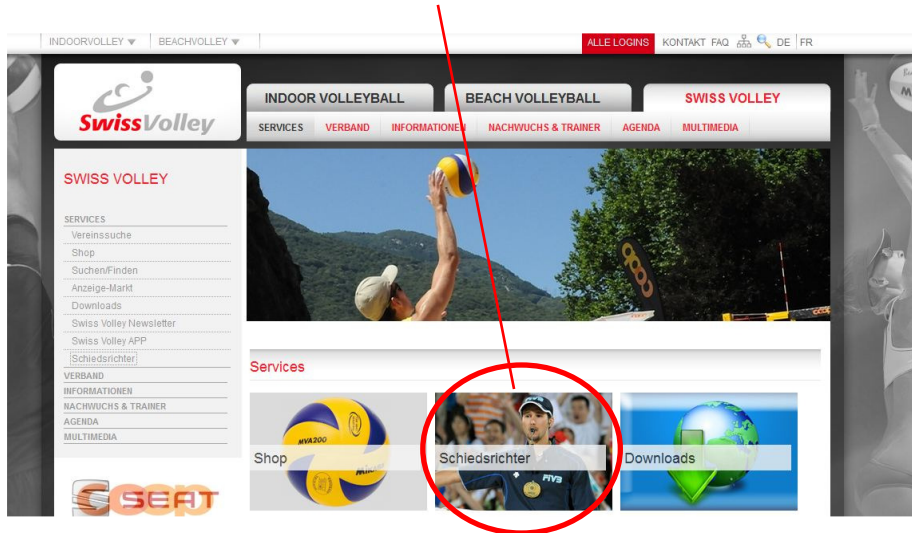 INDOORVOLLEY BEACHVOLLEY ALLE LOGINS KONTAKT FAQ DE FR
SwissVolley
INDOOR VOLLEYBALL BEACH VOLLEYBALL SWISS VOLLEY
SERVICES VERBAND INFORMATIONEN NACHWUCHS & TRAINER AGENDA MULTIMEDIA
SWISS VOLLEY
SERVICES
Vereinssuche
Shop
Suchen/Finden
Anzeige-Markt
Downloads
Swiss Volley Newsletter
Swiss Volley APP
Schiedsrichter
VERBAND
INFORMATIONEN
NACHWUCHS & TRAINER
AGENDA
MULTIMEDIA
SEAT
Services
MVA200
Shop
Schiedsrichter
FIVB
Downloads